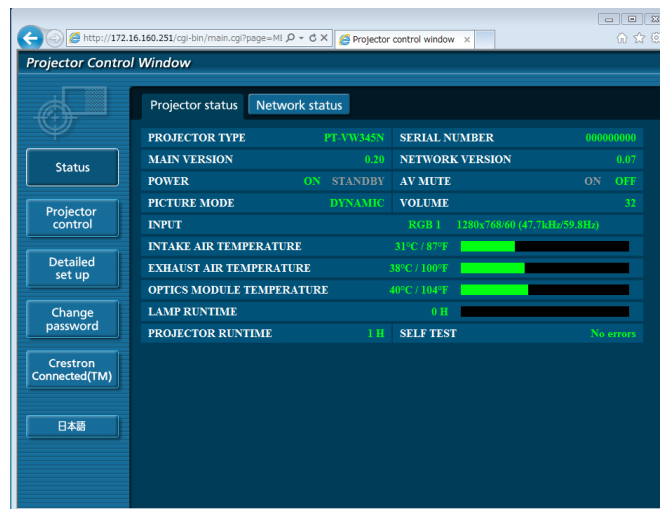 http://172.16.160.251/cgi-bin/main.cgi?page=MI
Projector control window
Projector Control Window
Projector status Network status
Status
Projector control
Detailed set up
Change password
Crestron Connected(TM)
日本語
PROJECTOR TYPE PT-VW345N SERIAL NUMBER 000000000
MAIN VERSION 0.20 NETWORK VERSION 0.07
POWER ON STANDBY AV MUTE ON OFF
PICTURE MODE DYNAMIC VOLUME 32
INPUT RGB 1 1280x768/60 (47.7kHz/59.8Hz)
INTAKE AIR TEMPERATURE 31°C / 87°F
EXHAUST AIR TEMPERATURE 38°C / 100°F
OPTICS MODULE TEMPERATURE 40°C / 104°F
LAMP RUNTIME 0 H
PROJECTOR RUNTIME 1 H SELF TEST No errors